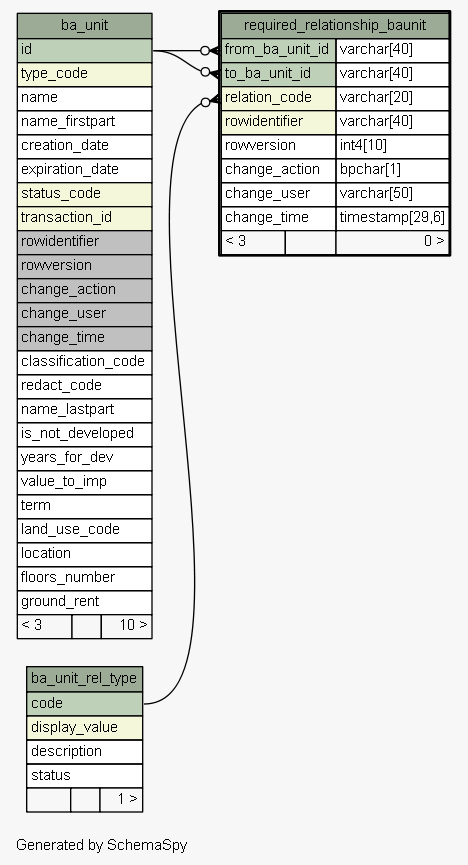 ba_unit
id
type_code
name
name_firstpart
creation_date
expiration_date
status_code
transaction_id
rowidentifier
rowversion
change_action
change_user
change_time
classification_code
redact_code
name_lastpart
is_not_developed
years_for_dev
value_to_imp
term
land_use_code
location
floors_number
ground_rent
< 3 10 >
required_relationship_baunit
from_ba_unit_id varchar[40]
to_ba_unit_id varchar[40]
relation_code varchar[20]
rowidentifier varchar[40]
rowversion int4[10]
change_action bpchar[1]
change_user varchar[50]
change_time timestamp[29,6]
< 3 0 >
ba_unit_rel_type
code
display_value
description
status
1 >
Generated by SchemaSpy